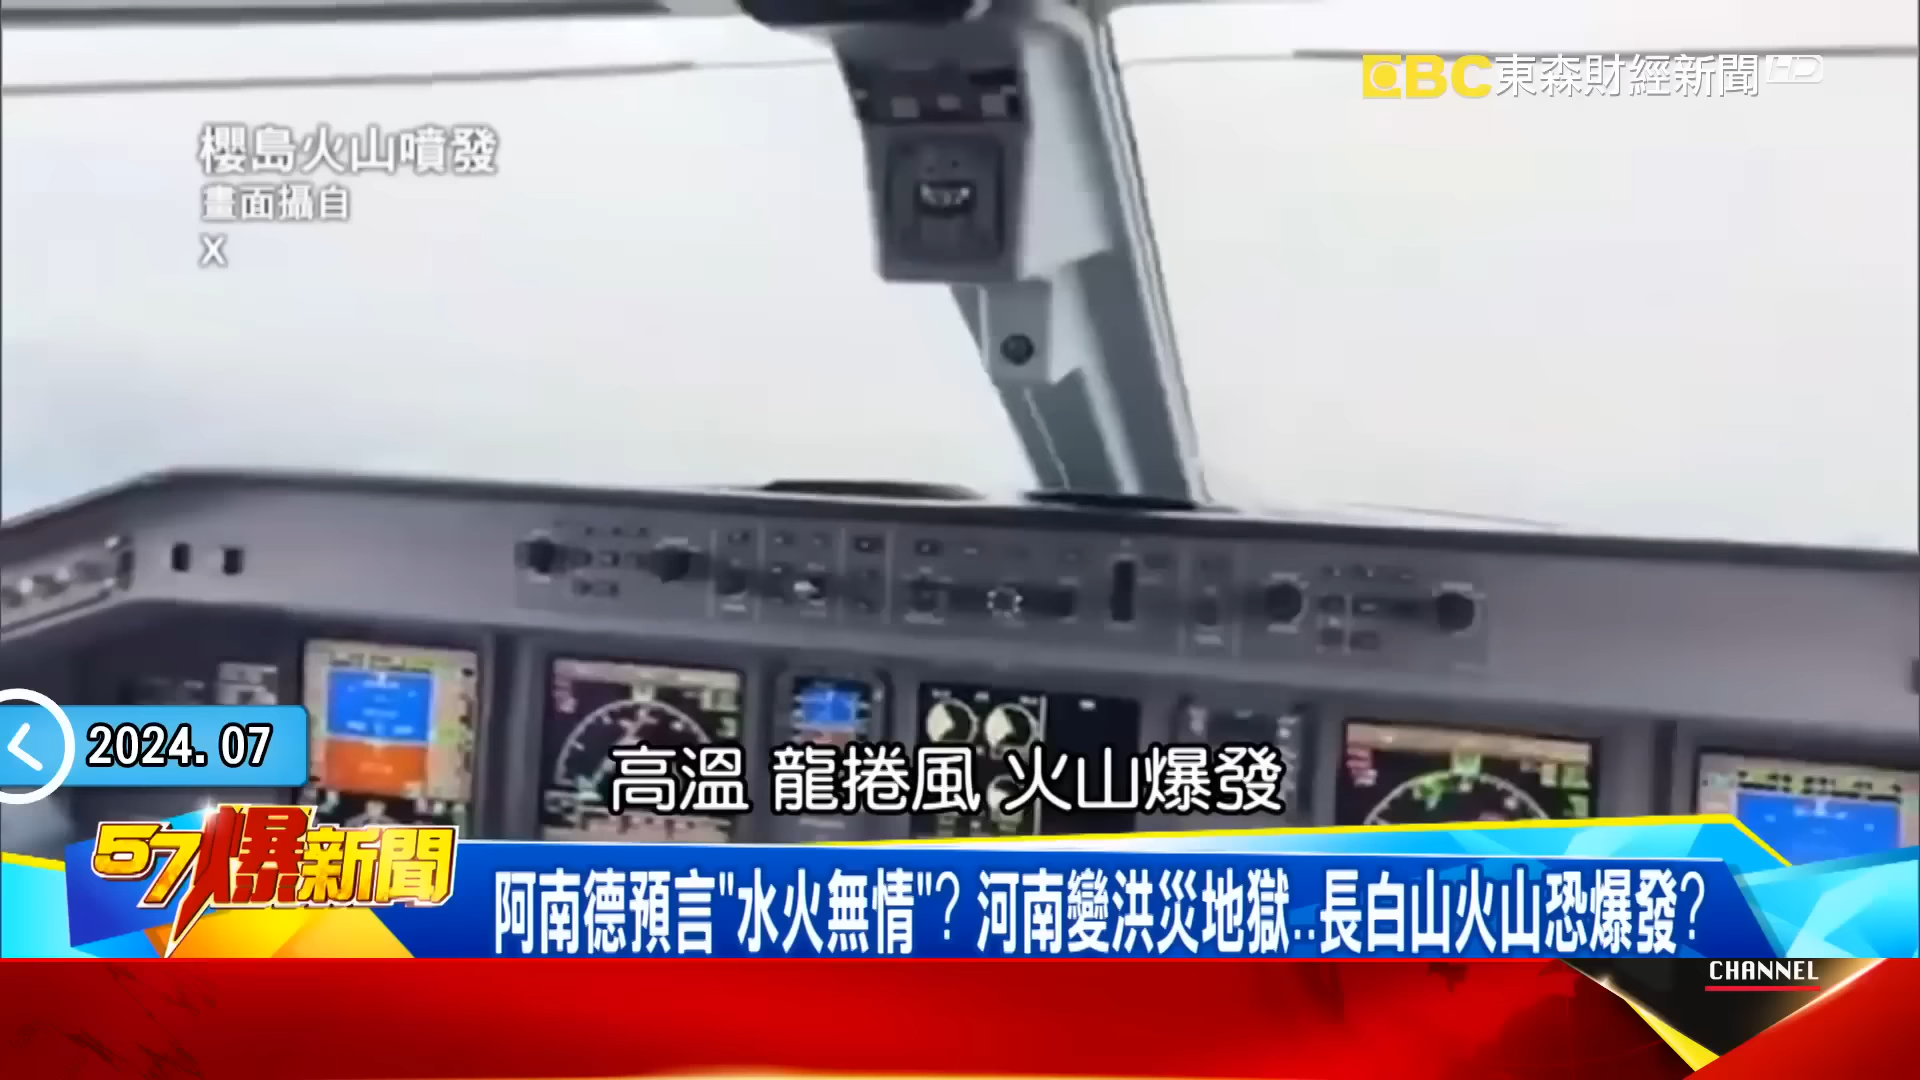 EBC東森財經新聞HD
櫻島火山噴發
畫面攝自
X
2024.07
高溫 龍捲風 火山爆發
57爆新聞
阿南德預言"水火無情"? 河南變洪災地獄..長白山火山恐爆發?
CHANNEL